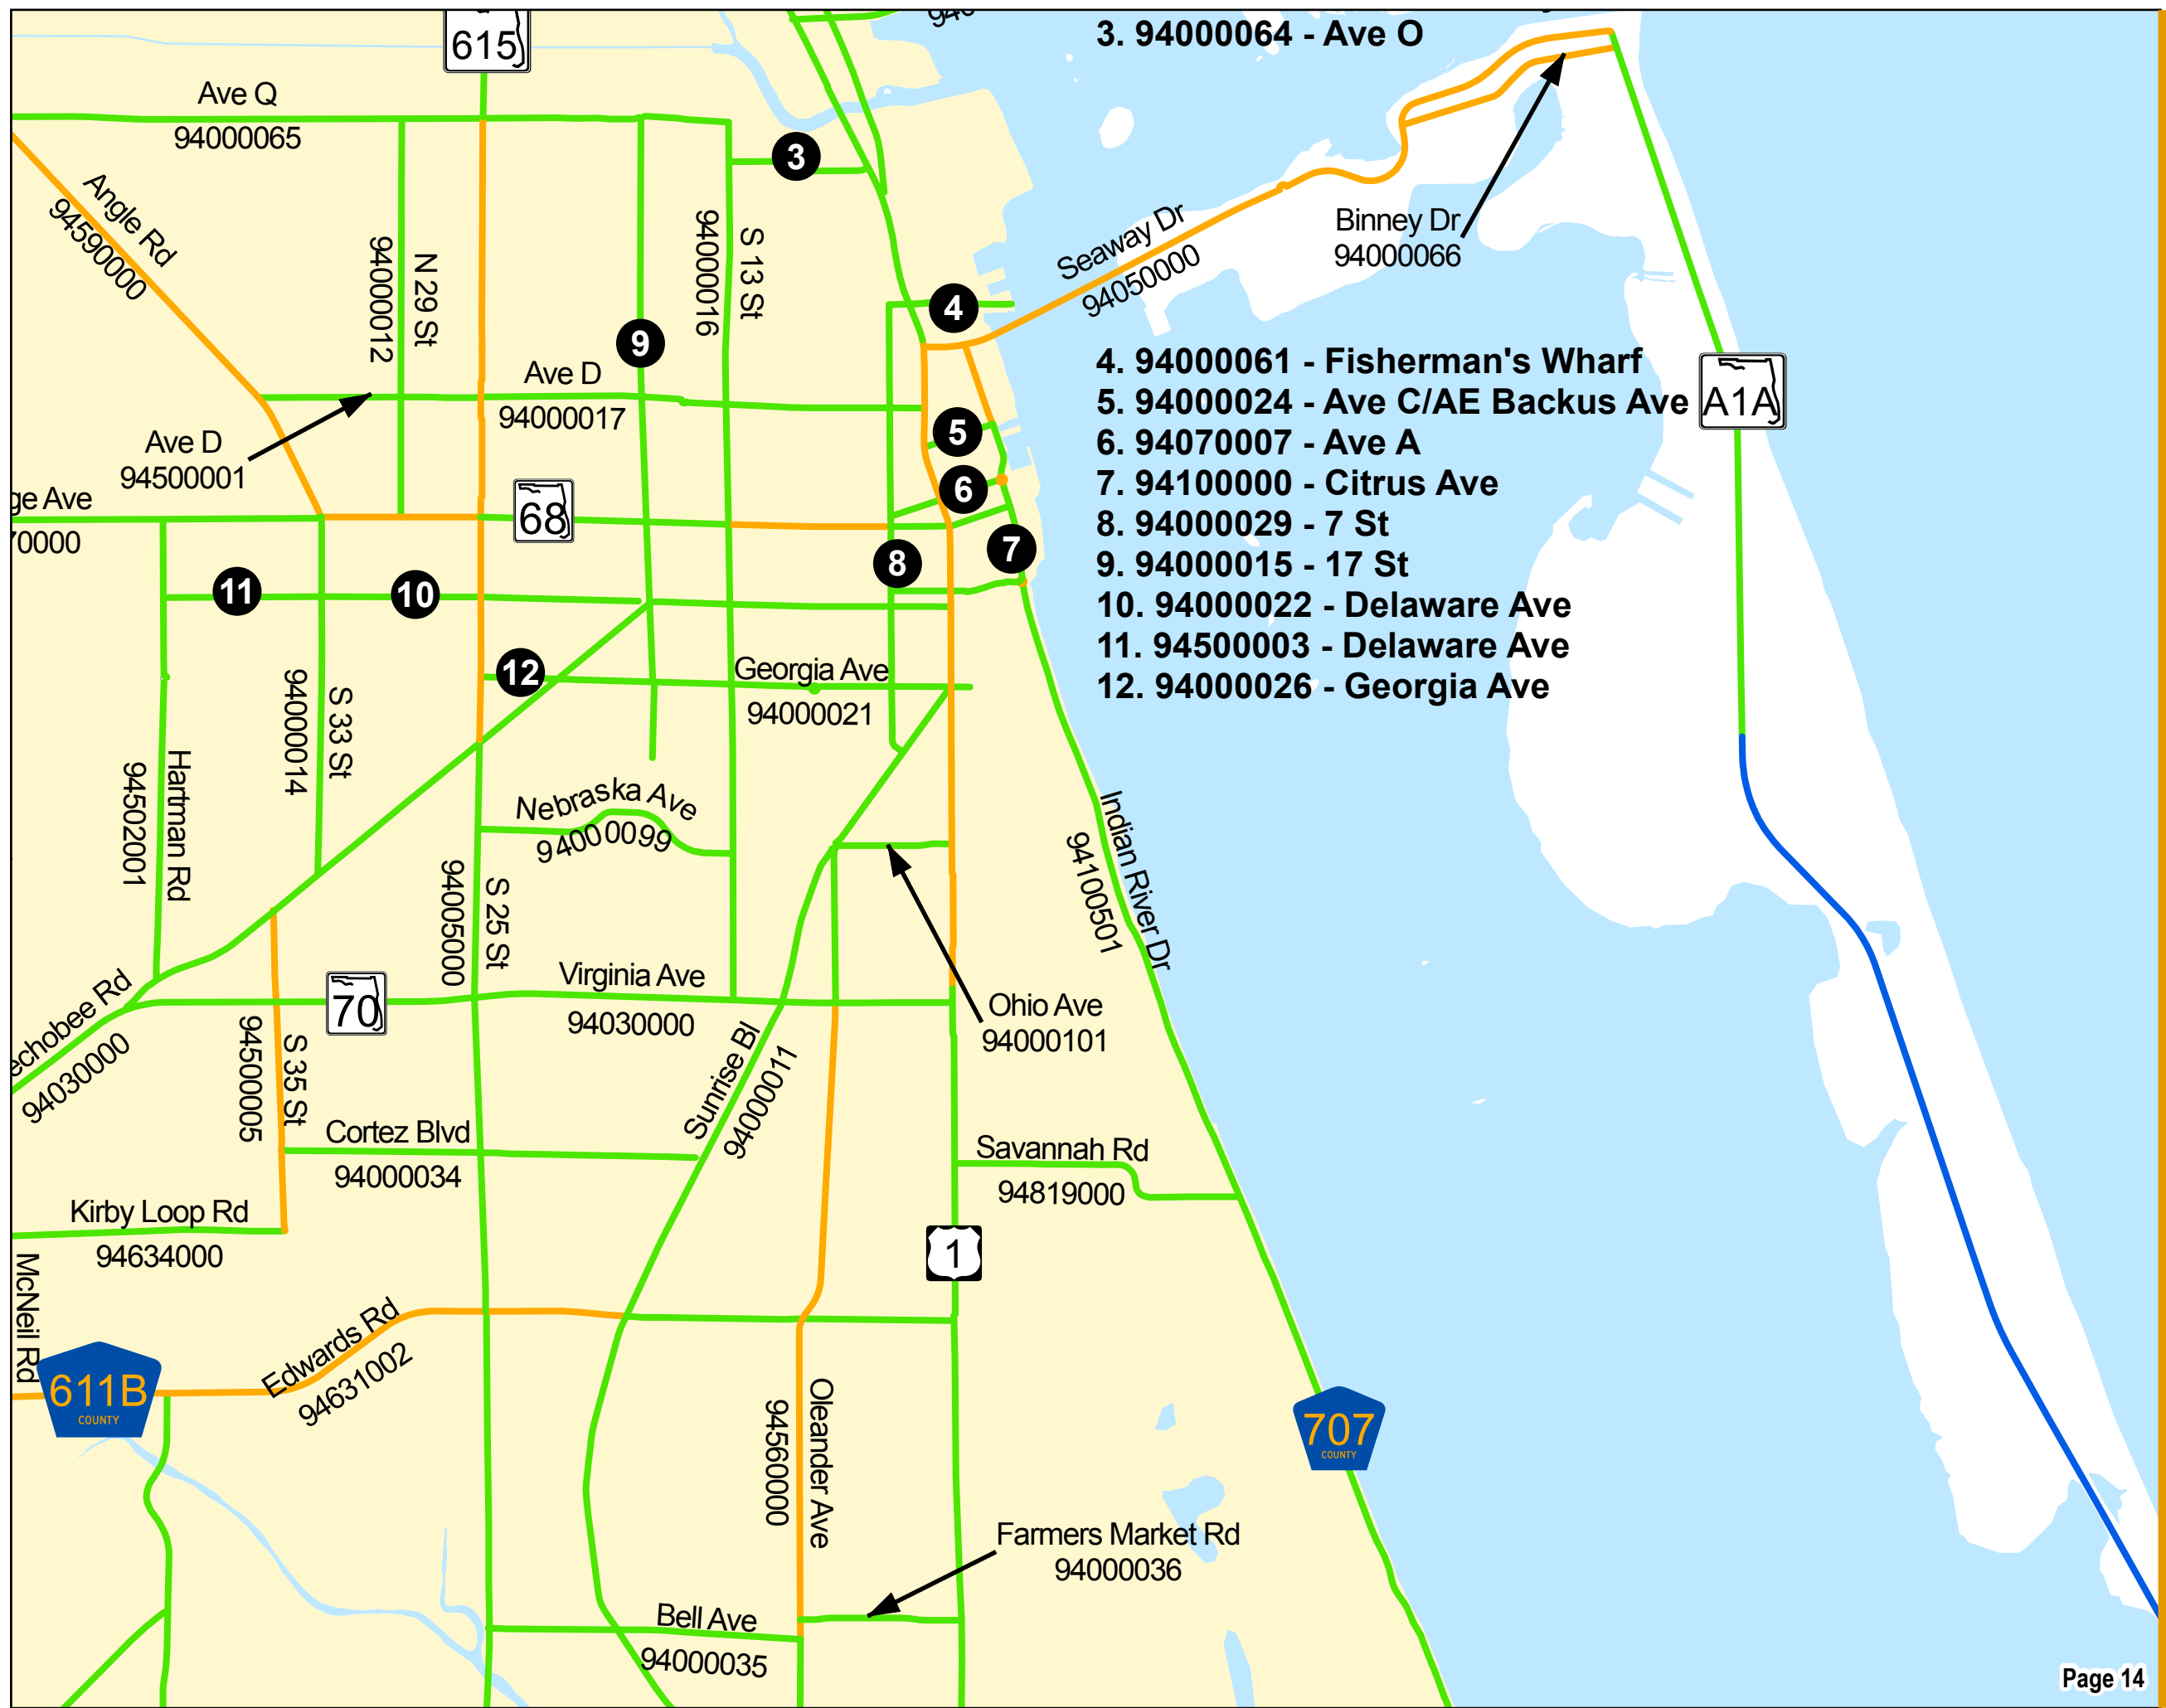 3. 94000064 - Ave O
615
Ave Q
94000065
3
Angle Rd
94590000
94000012
N 29 St
94000016
S 13 St
Seaway Dr
94050000
Binney Dr
94000066
4
9
4. 94000061 - Fisherman's Wharf
5. 94000024 - Ave C/AE Backus Ave
6. 94070007 - Ave A
7. 94100000 - Citrus Ave
8. 94000029 - 7 St
9. 94000015 - 17 St
10. 94000022 - Delaware Ave
11. 94500003 - Delaware Ave
12. 94000026 - Georgia Ave
A1A
Ave D
94000017
Ave D
94500001
5
6
68
ge Ave
70000
7
8
11
10
12
Georgia Ave
94000021
94000014
S 33 St
94502001
Hartman Rd
Nebraska Ave
94000099
94005000
S 25 St
Indian River Dr
94100501
Virginia Ave
94030000
70
Ohio Ave
94000101
echobee Rd
94030000
94500005
S 35 St
Sunrise Bl
94000011
Cortez Blvd
94000034
Savannah Rd
94819000
Kirby Loop Rd
94634000
1
McNeil Rd
611B
COUNTY
Edwards Rd
94631002
94560000
Oleander Ave
707
COUNTY
Farmers Market Rd
94000036
Bell Ave
94000035
Page 14